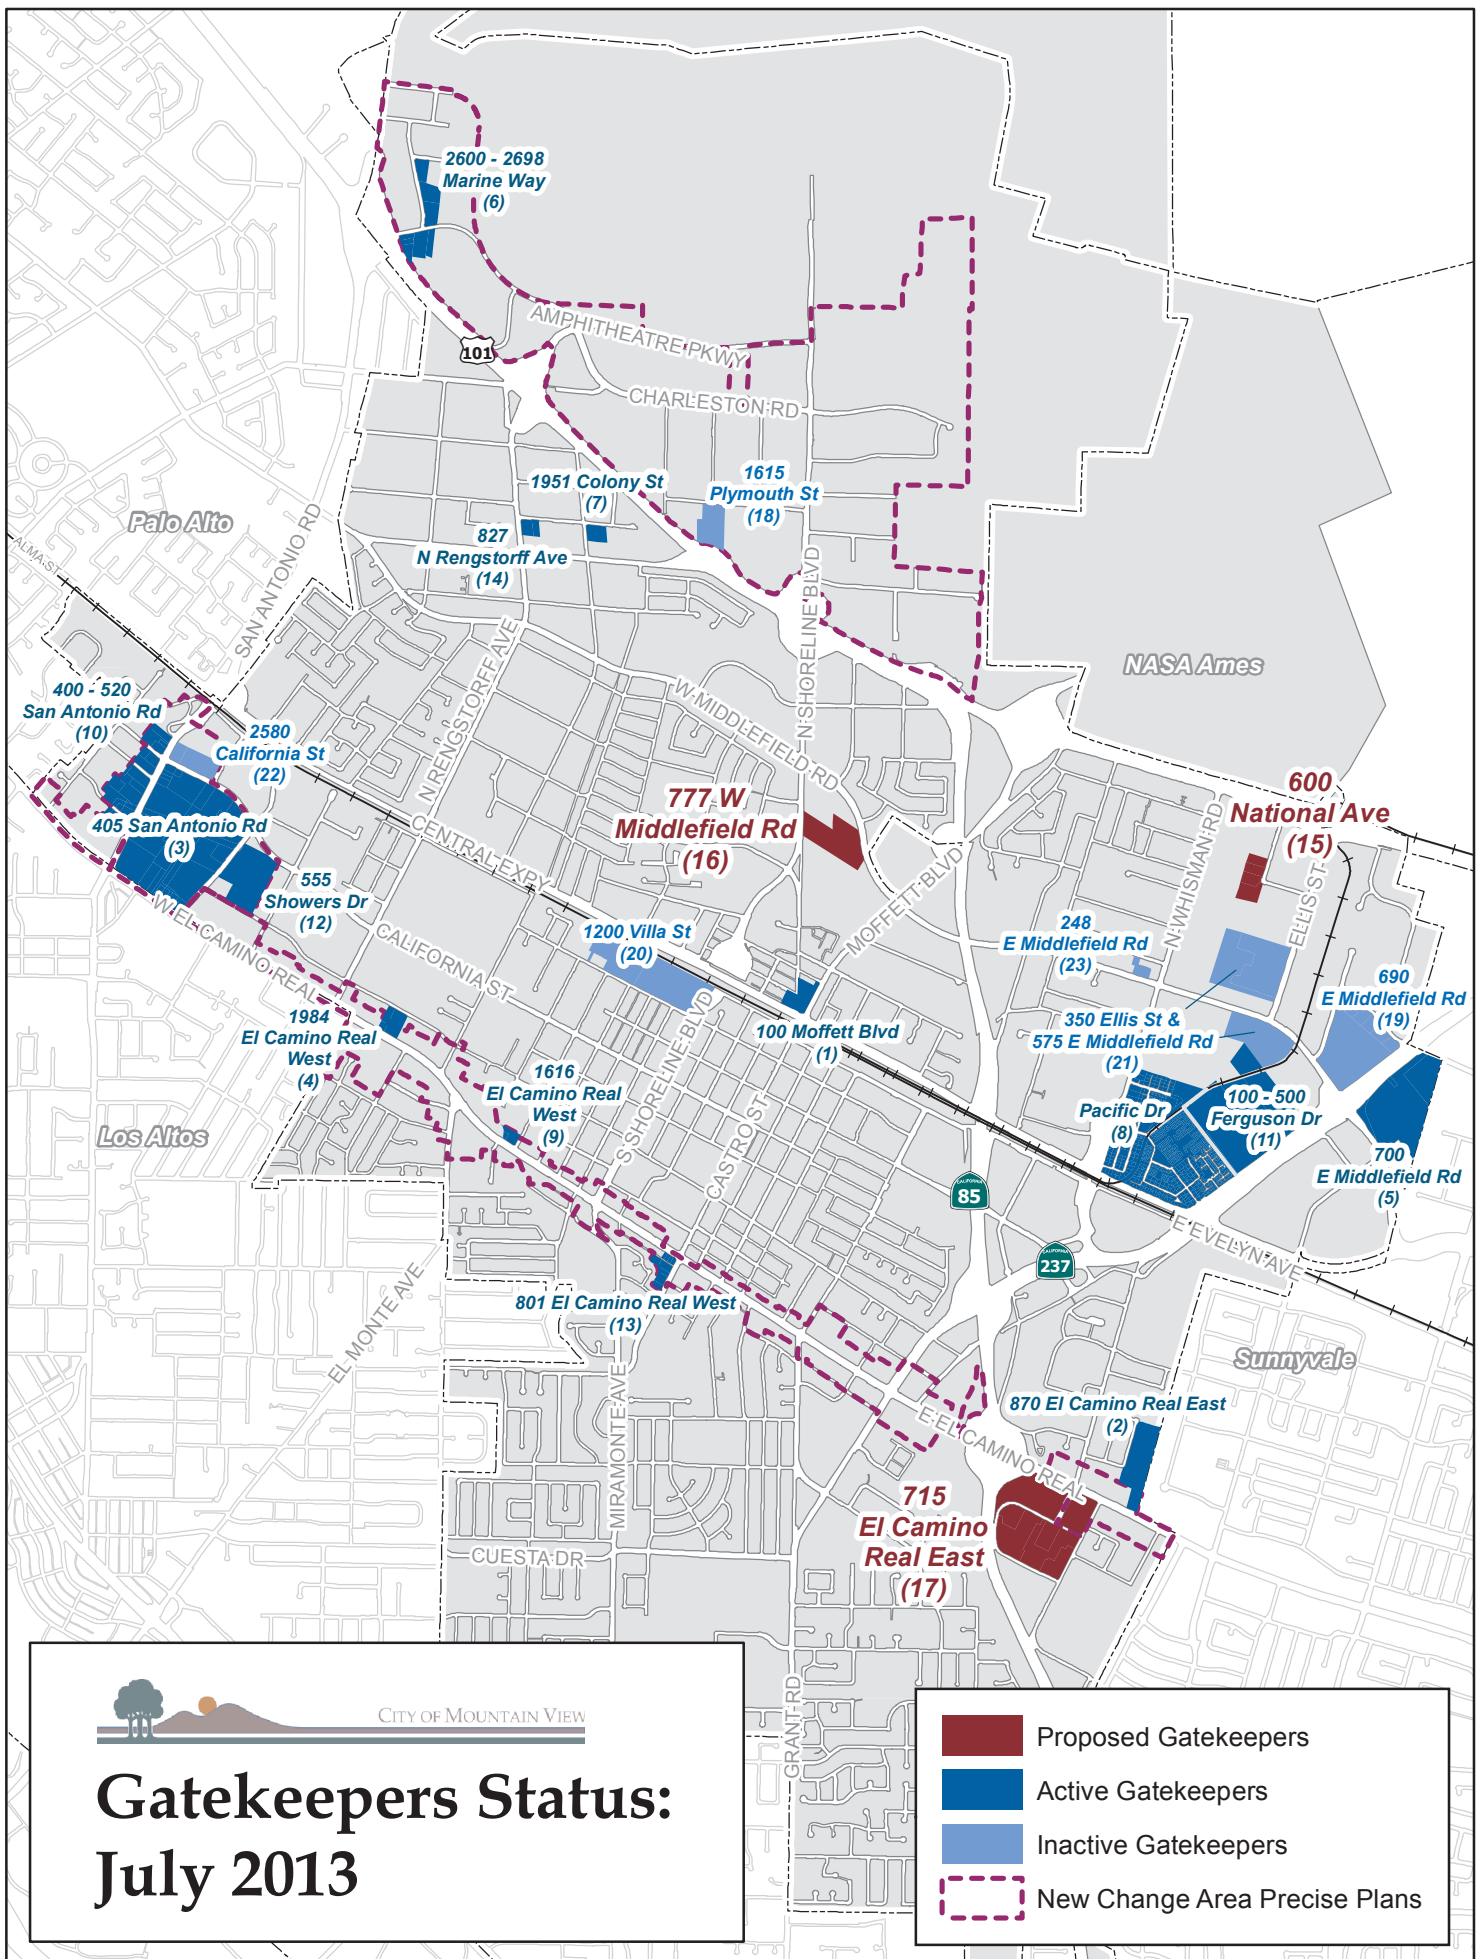 2600 - 2698
Marine Way
(6)
AMPHITHEATRE PKWY
101
CHARLESTON RD
1951 Colony St
(7)
1615
Plymouth St
(18)
827
N Rengstorff Ave
(14)
Palo Alto
ALMA ST
SAN ANTONIO RD
N SHORELINE BLVD
NASA Ames
N RENGSTORFF AVE
W MIDDLEFIELD RD
400 - 520
San Antonio Rd
(10)
2580
California St
(22)
405 San Antonio Rd
(3)
555
Showers Dr
(12)
CENTRAL EXPY
777 W
Middlefield Rd
(16)
600
National Ave
(15)
MOFFETT BLVD
N WHISMAN RD
ELLIS ST
W EL CAMINO REAL
CALIFORNIA ST
1200 Villa St
(20)
248
E Middlefield Rd
(23)
690
E Middlefield Rd
(19)
350 Ellis St &
575 E Middlefield Rd
(21)
1984
El Camino Real
West
(4)
100 Moffett Blvd
(1)
1616
El Camino Real
West
(9)
S SHORELINE BLVD
CASTRO ST
Pacific Dr
(8)
100 - 500
Ferguson Dr
(11)
700
E Middlefield Rd
(5)
Los Altos
CALIFORNIA
85
CALIFORNIA
237
E EVELYN AVE
EL MONTE AVE
801 El Camino Real West
(13)
MIRAMONTE AVE
Sunnyvale
870 El Camino Real East
(2)
E EL CAMINO REAL
715
El Camino
Real East
(17)
CUESTA DR
GRANT RD
CITY OF MOUNTAIN VIEW
Gatekeepers Status:
July 2013
Proposed Gatekeepers
Active Gatekeepers
Inactive Gatekeepers
New Change Area Precise Plans